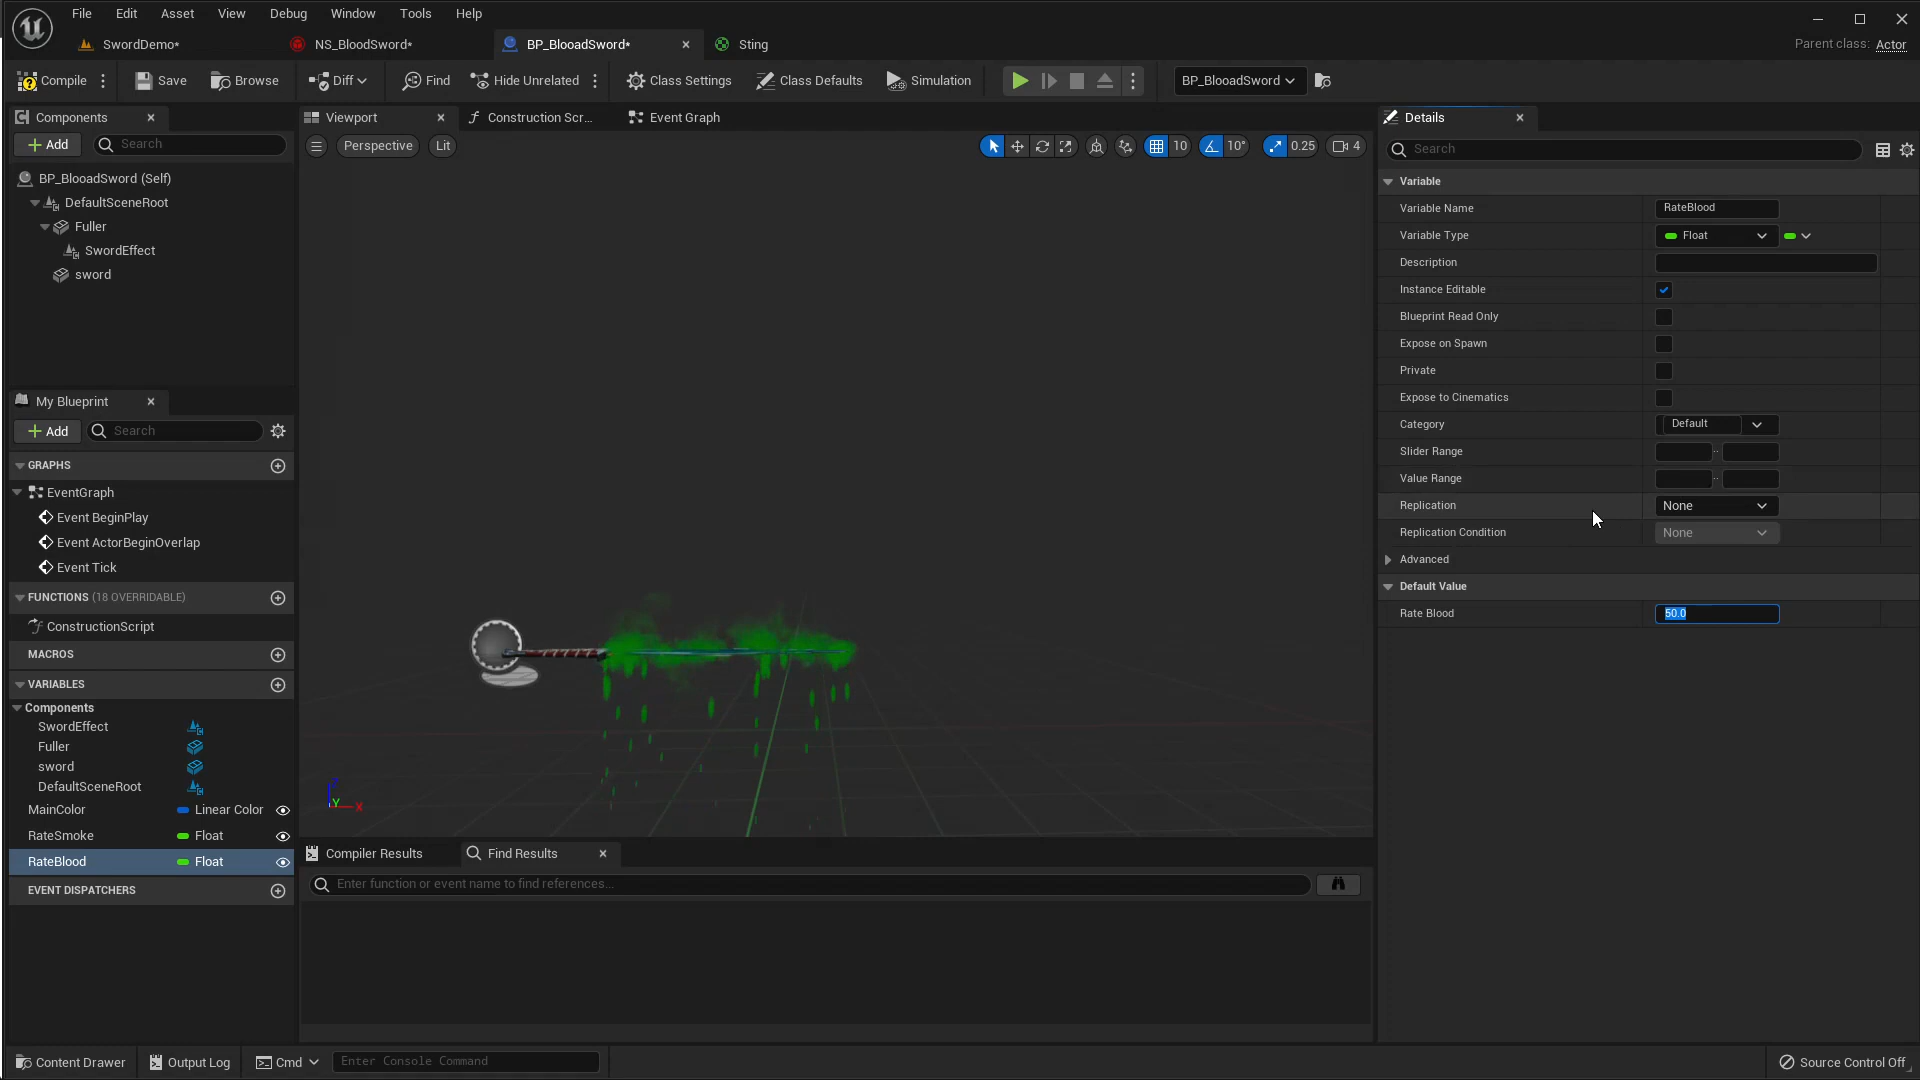 File Edit Asset View Debug Window Tools Help
SwordDemo* NS_BloodSword* BP_BlooadSword* Sting
Parent class: Actor
Compile Save Browse Diff Find Hide Unrelated Class Settings Class Defaults Simulation BP_BlooadSword
Components
Add Search
BP_BlooadSword (Self)
DefaultSceneRoot
Fuller
SwordEffect
sword
My Blueprint
Add Search
GRAPHS
EventGraph
Event BeginPlay
Event ActorBeginOverlap
Event Tick
FUNCTIONS (18 OVERRIDABLE)
ConstructionScript
MACROS
VARIABLES
Components
SwordEffect
Fuller
sword
DefaultSceneRoot
MainColor Linear Color
RateSmoke Float
RateBlood Float
EVENT DISPATCHERS
Viewport Construction Scr... Event Graph
Perspective Lit 10 10° 0.25 4
Z
Y X
Compiler Results Find Results
Enter function or event name to find references...
Details
Search
Variable
Variable Name RateBlood
Variable Type Float
Description
Instance Editable
Blueprint Read Only
Expose on Spawn
Private
Expose to Cinematics
Category Default
Slider Range ..
Value Range ..
Replication None
Replication Condition None
Advanced
Default Value
Rate Blood 50.0
Content Drawer Output Log Cmd Enter Console Command Source Control Off